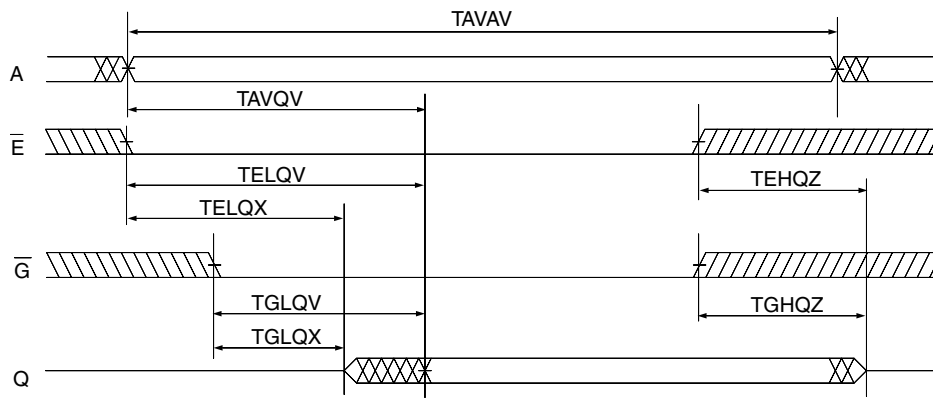 TAVAV
A
TAVQV
E̅
TELQV
TEHQZ
TELQX
G̅
TGLQV
TGHQZ
TGLQX
Q